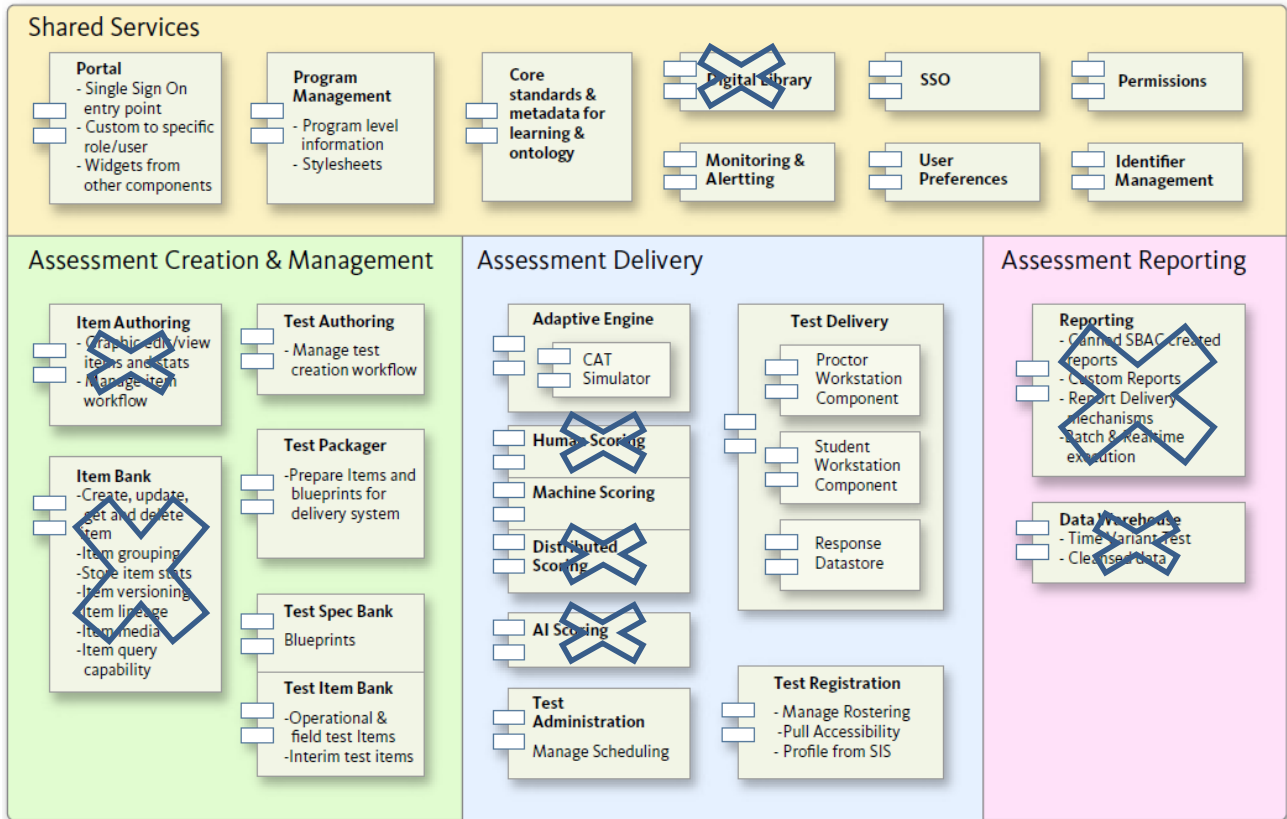 Shared Services
Portal
- Single Sign On
entry point
- Custom to specific
role/user
- Widgets from
other components
Program
Management
- Program level
information
- Stylesheets
Core
standards &
metadata for
learning &
ontology
Digital Library
SSO
Permissions
Monitoring &
Alertting
User
Preferences
Identifier
Management
Assessment Creation & Management
Item Authoring
- Graphic edit/view
items and stats
- Manage item
workflow
Test Authoring
- Manage test
creation workflow
Item Bank
-Create, update,
get and delete
item
-Item grouping
-Store item stats
-Item versioning
-Item lineage
-Item media
-Item query
capability
Test Packager
-Prepare Items and
blueprints for
delivery system
Test Spec Bank
Blueprints
Test Item Bank
-Operational &
field test Items
-Interim test items
Assessment Delivery
Adaptive Engine
CAT
Simulator
Human Scoring
Machine Scoring
Distributed
Scoring
AI Scoring
Test
Administration
Manage Scheduling
Test Delivery
Proctor
Workstation
Component
Student
Workstation
Component
Response
Datastore
Test Registration
- Manage Rostering
-Pull Accessibility
- Profile from SIS
Assessment Reporting
Reporting
- Canned SBAC created
reports
- Custom Reports
- Report Delivery
mechanisms
-Batch & Realtime
execution
Data Warehouse
- Time Variant Test
- Cleansed data